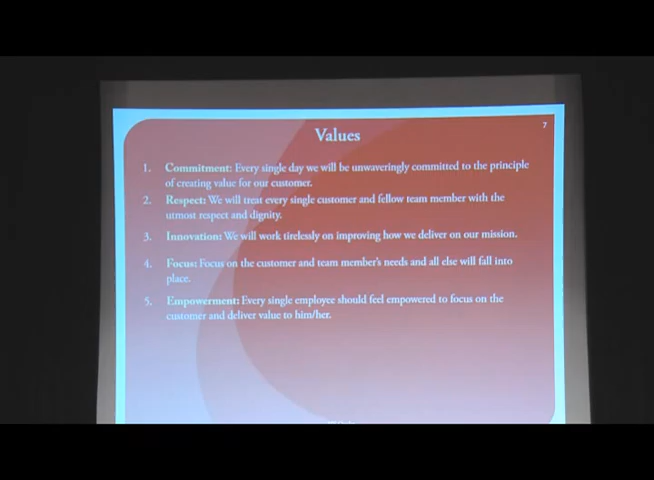 7
Values
1. Commitment: Every single day we will be unwaveringly committed to the principle
of creating value for our customer.
2. Respect: We will treat every single customer and fellow team member with the
utmost respect and dignity.
3. Innovation: We will work tirelessly on improving how we deliver on our mission.
4. Focus: Focus on the customer and team member's needs and all else will fall into
place.
5. Empowerment: Every single employee should feel empowered to focus on the
customer and deliver value to him/her.